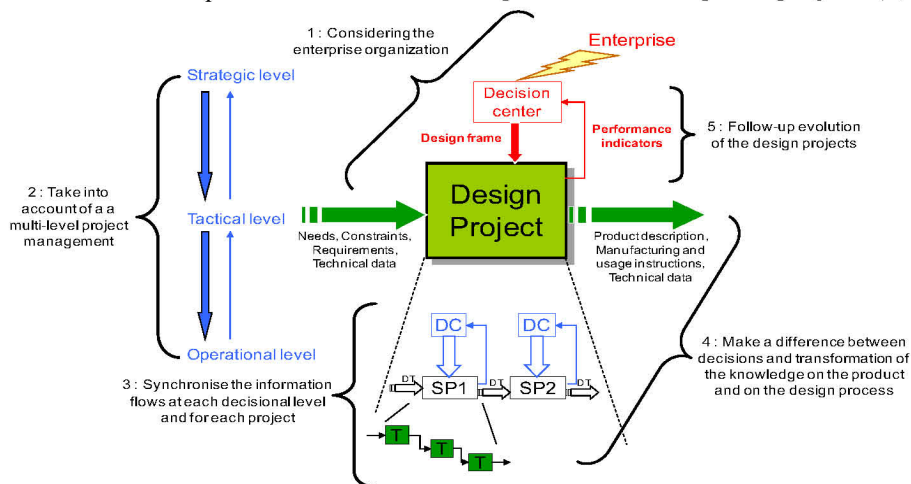 1 : Considering the
enterprise organization
Enterprise
Strategic level
Decision
center
Design frame
Performance
indicators
5 : Follow-up evolution
of the design projects
2 : Take into
account of a a
multi-level project
management
Tactical level
Design
Project
Needs, Constraints,
Requirements,
Technical data
Product description,
Manufacturing and
usage instructions,
Technical data
Operational level
DC
DC
3 : Synchronise the information
flows at each decisional level
and for each project
DT
SP1
DT
SP2
DT
4 : Make a difference between
decisions and transformation of
the knowledge on the product
and on the design process
T
T
T